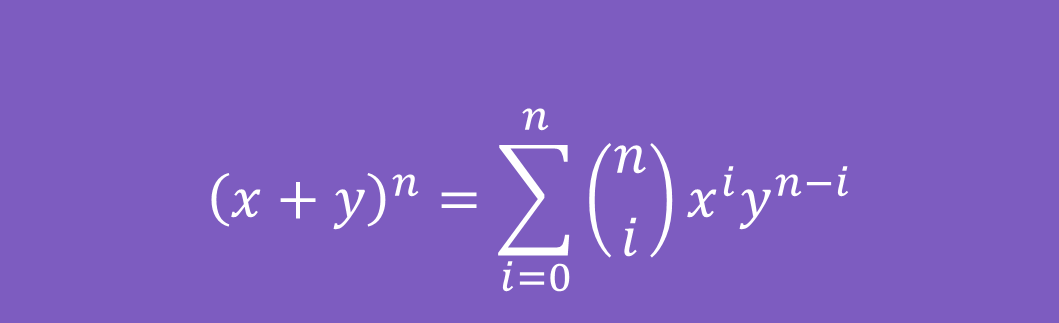 (x + y)^n = \sum_{i=0}^{n} \binom{n}{i} x^i y^{n-i}